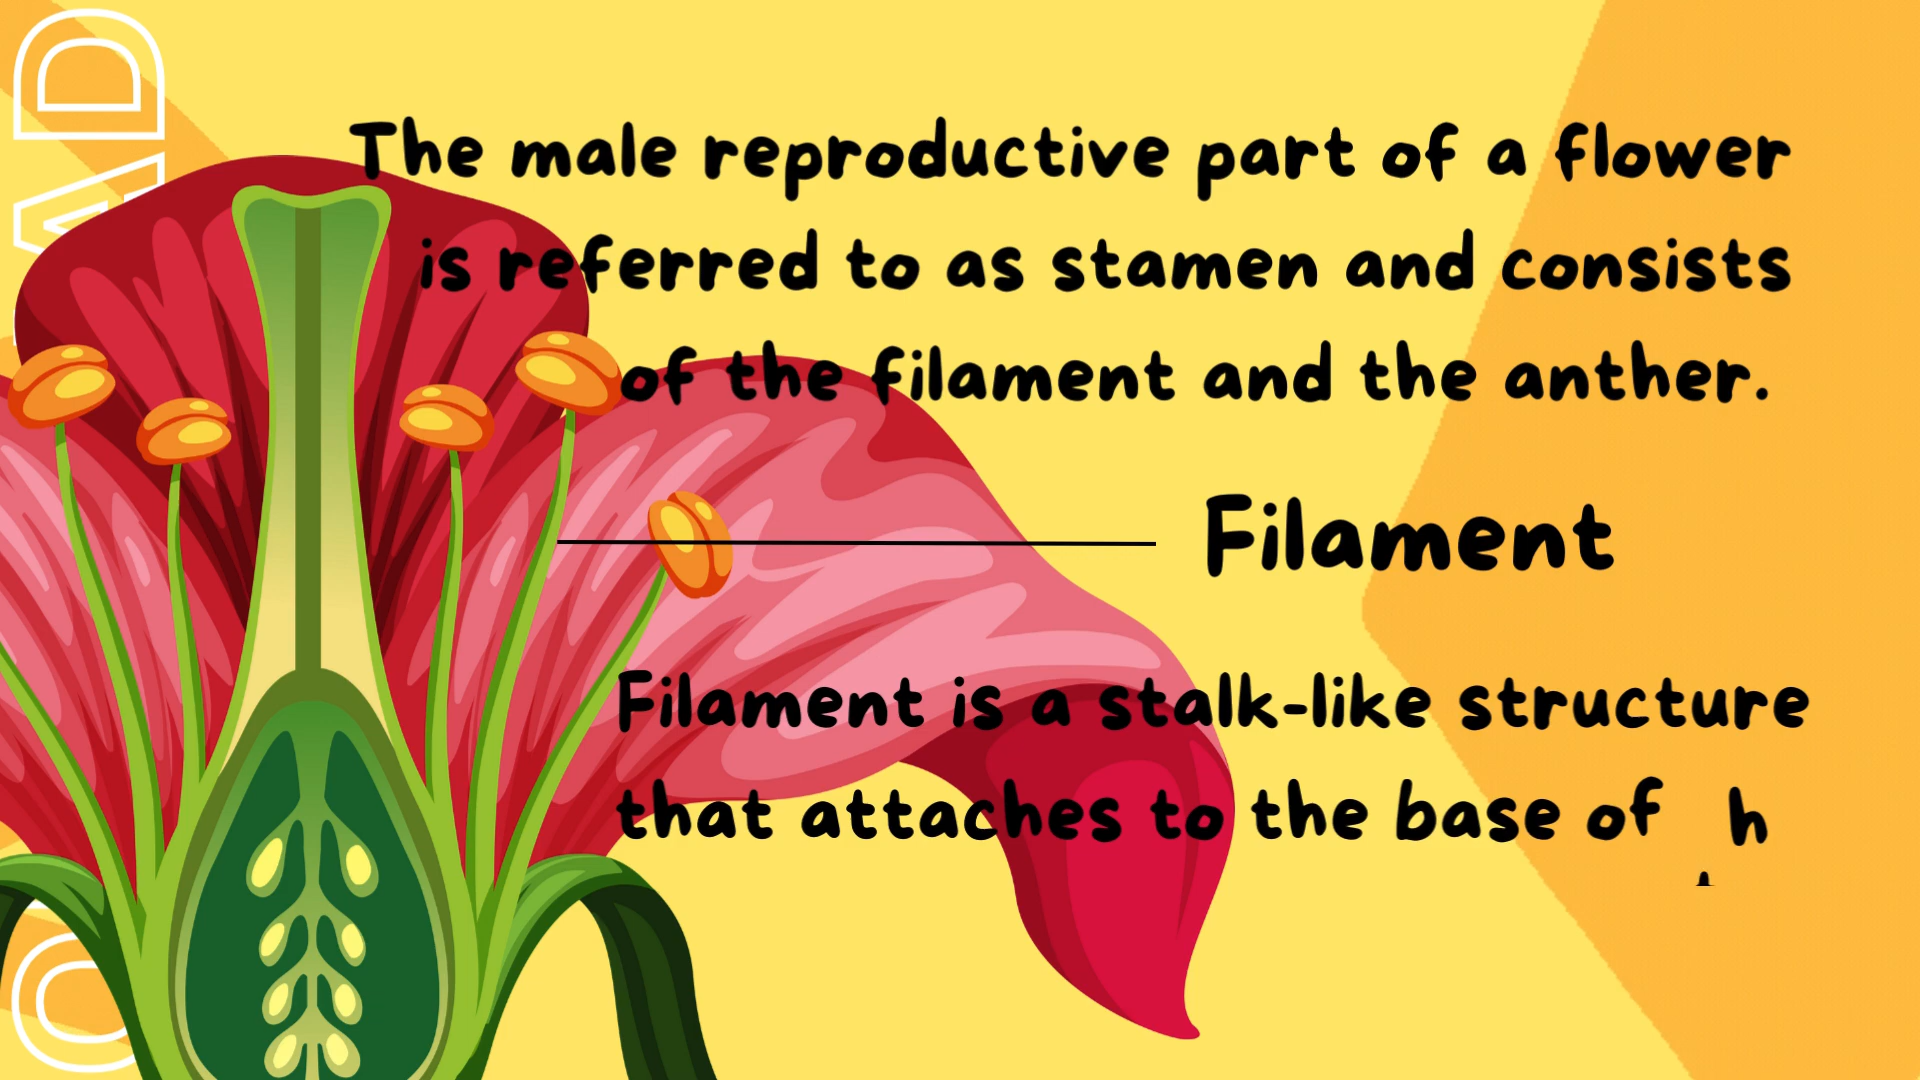 The male reproductive part of a flower
is referred to as stamen and consists
of the filament and the anther.
Filament
Filament is a stalk-like structure
that attaches to the base of